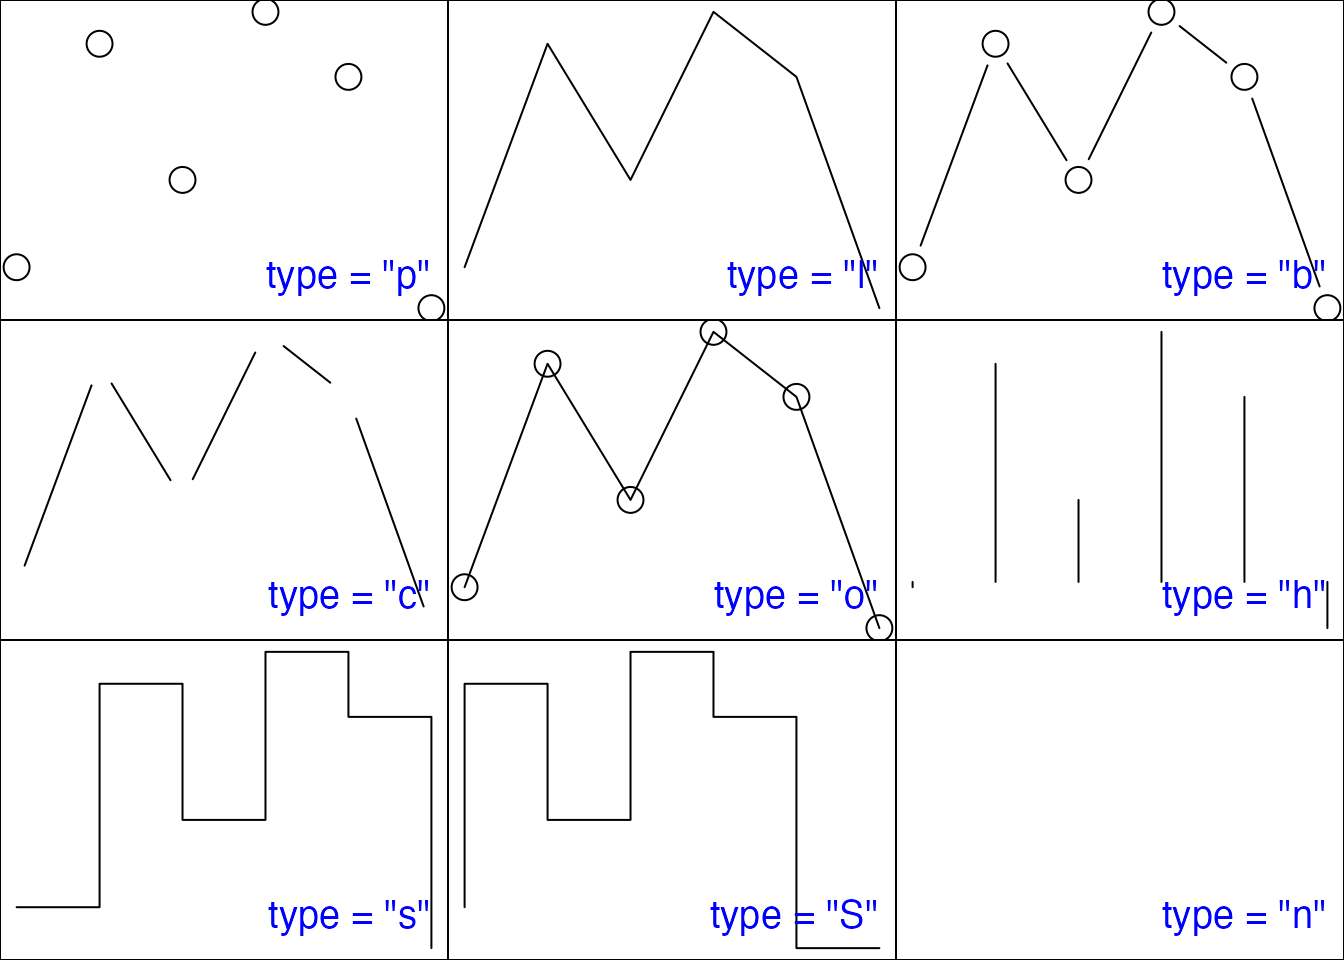 type = "p"
type = "l"
type = "b"
type = "c"
type = "o"
type = "h"
type = "s"
type = "S"
type = "n"